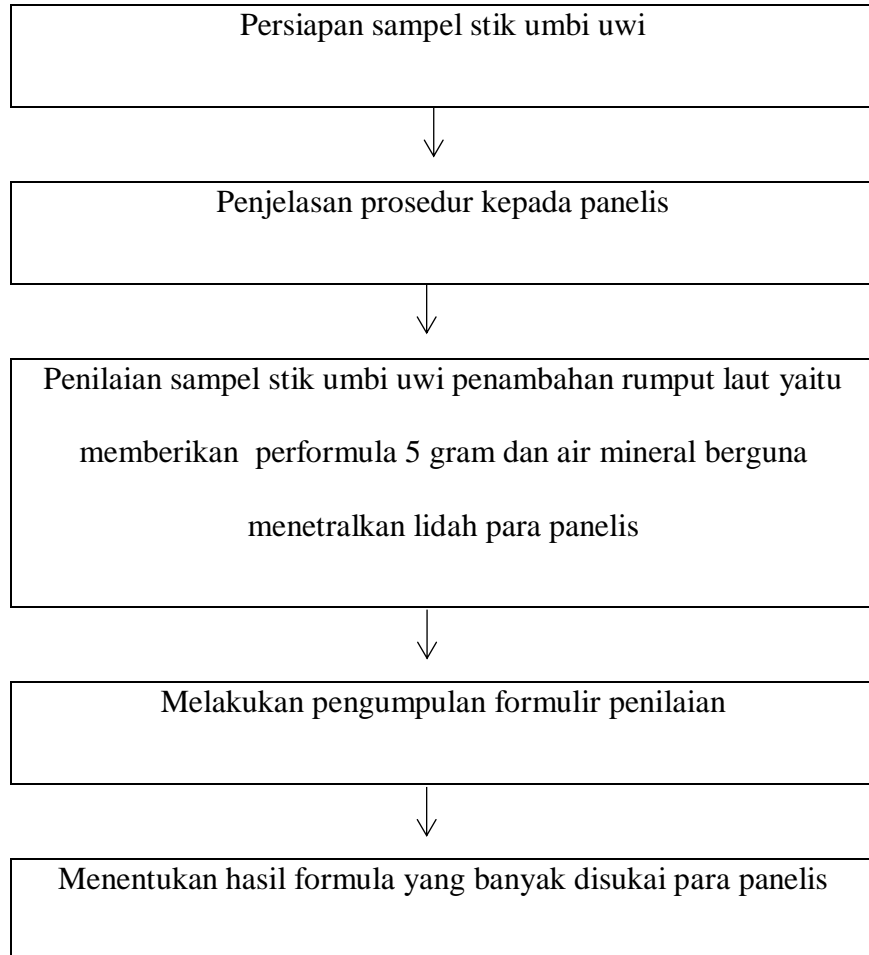 Persiapan sampel stik umbi uwi
Penjelasan prosedur kepada panelis
Penilaian sampel stik umbi uwi penambahan rumput laut yaitu
memberikan performula 5 gram dan air mineral berguna
menetralkan lidah para panelis
Melakukan pengumpulan formulir penilaian
Menentukan hasil formula yang banyak disukai para panelis